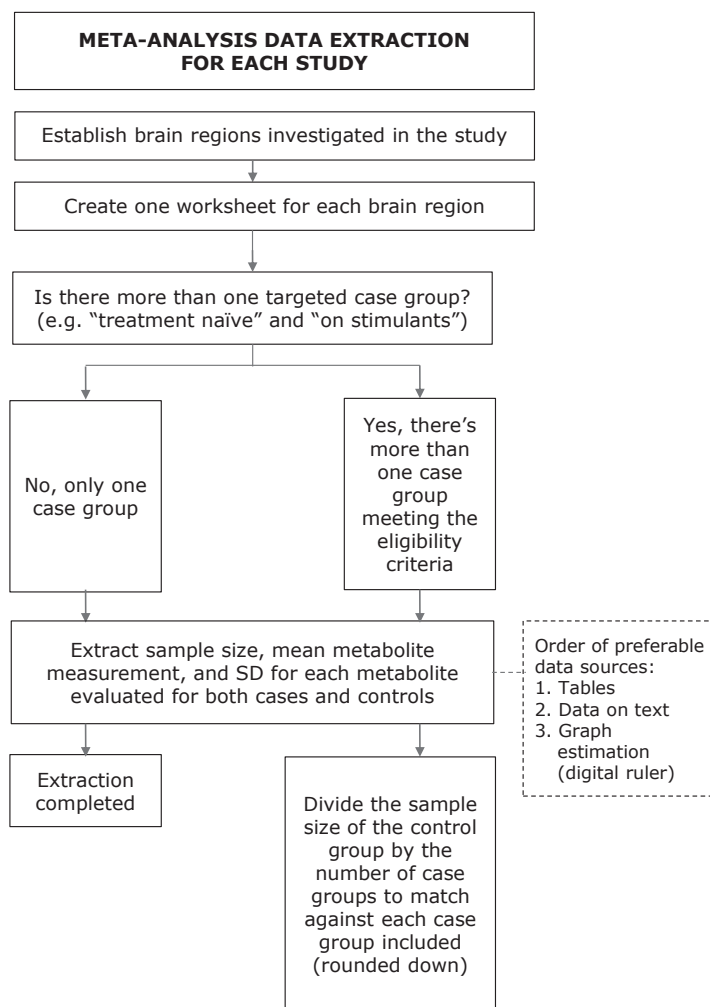 META-ANALYSIS DATA EXTRACTION
FOR EACH STUDY
Establish brain regions investigated in the study
Create one worksheet for each brain region
Is there more than one targeted case group?
(e.g. “treatment naïve” and “on stimulants”)
No, only one
case group
Yes, there’s
more than
one case
group
meeting the
eligibility
criteria
Extract sample size, mean metabolite
measurement, and SD for each metabolite
evaluated for both cases and controls
Order of preferable
data sources:
1. Tables
2. Data on text
3. Graph
estimation
(digital ruler)
Extraction
completed
Divide the sample
size of the control
group by the
number of case
groups to match
against each case
group included
(rounded down)